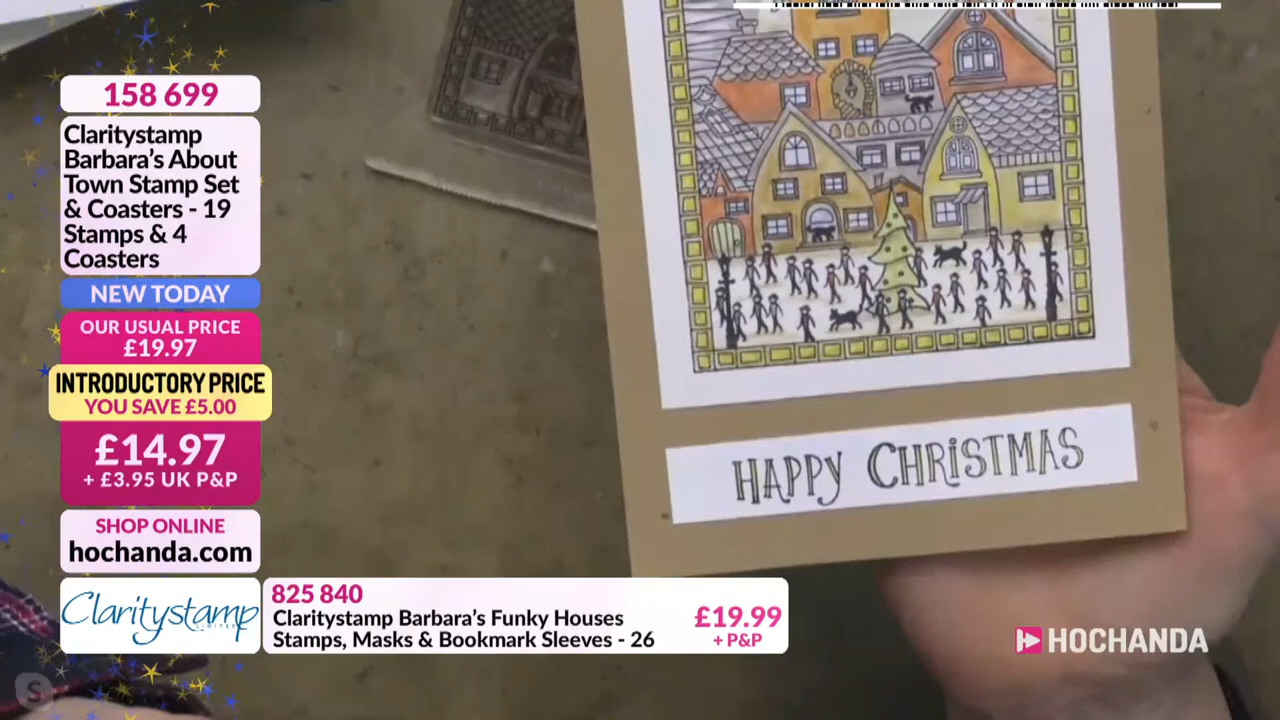 158 699
Claritystamp
Barbara's About
Town Stamp Set
& Coasters - 19
Stamps & 4
Coasters
NEW TODAY
OUR USUAL PRICE
£19.97
INTRODUCTORY PRICE
YOU SAVE £5.00
£14.97
+ £3.95 UK P&P
SHOP ONLINE
hochanda.com
Claritystamp
LIMITED
825 840
Claritystamp Barbara's Funky Houses
Stamps, Masks & Bookmark Sleeves - 26
£19.99
+ P&P
HAPPY CHRISTMAS
HOCHANDA